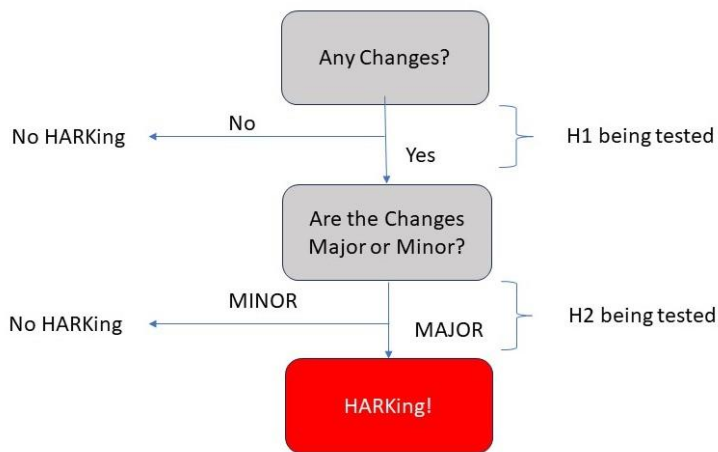 Any Changes?
No
No HARKing
H1 being tested
Yes
Are the Changes
Major or Minor?
MINOR
No HARKing
H2 being tested
MAJOR
HARKing!